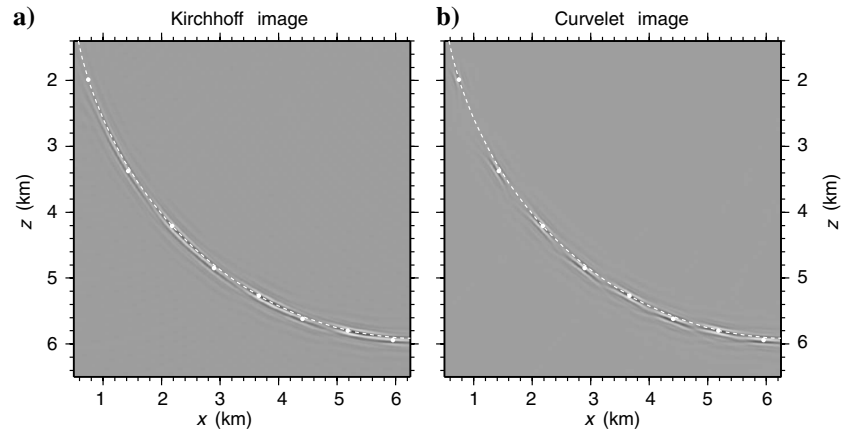 a) Kirchhoff image b) Curvelet image
2 2
3 3
z (km) 4 4 z (km)
5 5
6 6
1 2 3 4 5 6 1 2 3 4 5 6
x (km) x (km)